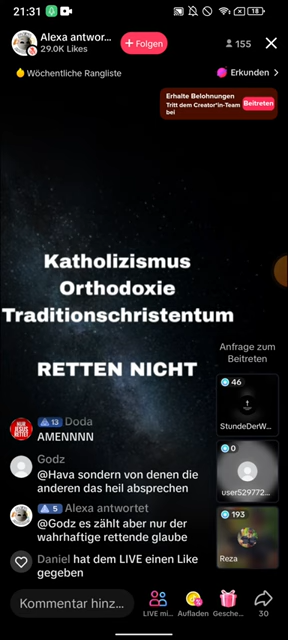 21:31
18
Alexa antwor...
29.0K Likes
+ Folgen
155
Wöchentliche Rangliste
Erkunden
Erhalte Belohnungen
Tritt dem Creator*in-Team
bei
Beitreten
Katholizismus
Orthodoxie
Traditionschristentum
RETTEN NICHT
Anfrage zum
Beitreten
46
StundeDerW...
0
user529772...
193
Reza
NUR
JESUS
RETTET
13 Doda
AMENNNN
Godz
@Hava sondern von denen die
anderen das heil absprechen
5 Alexa antwortet
@Godz es zählt aber nur der
wahrhaftige rettende glaube
Daniel hat dem LIVE einen Like
gegeben
Kommentar hinz...
LIVE mi...
Aufladen
Gesche...
30